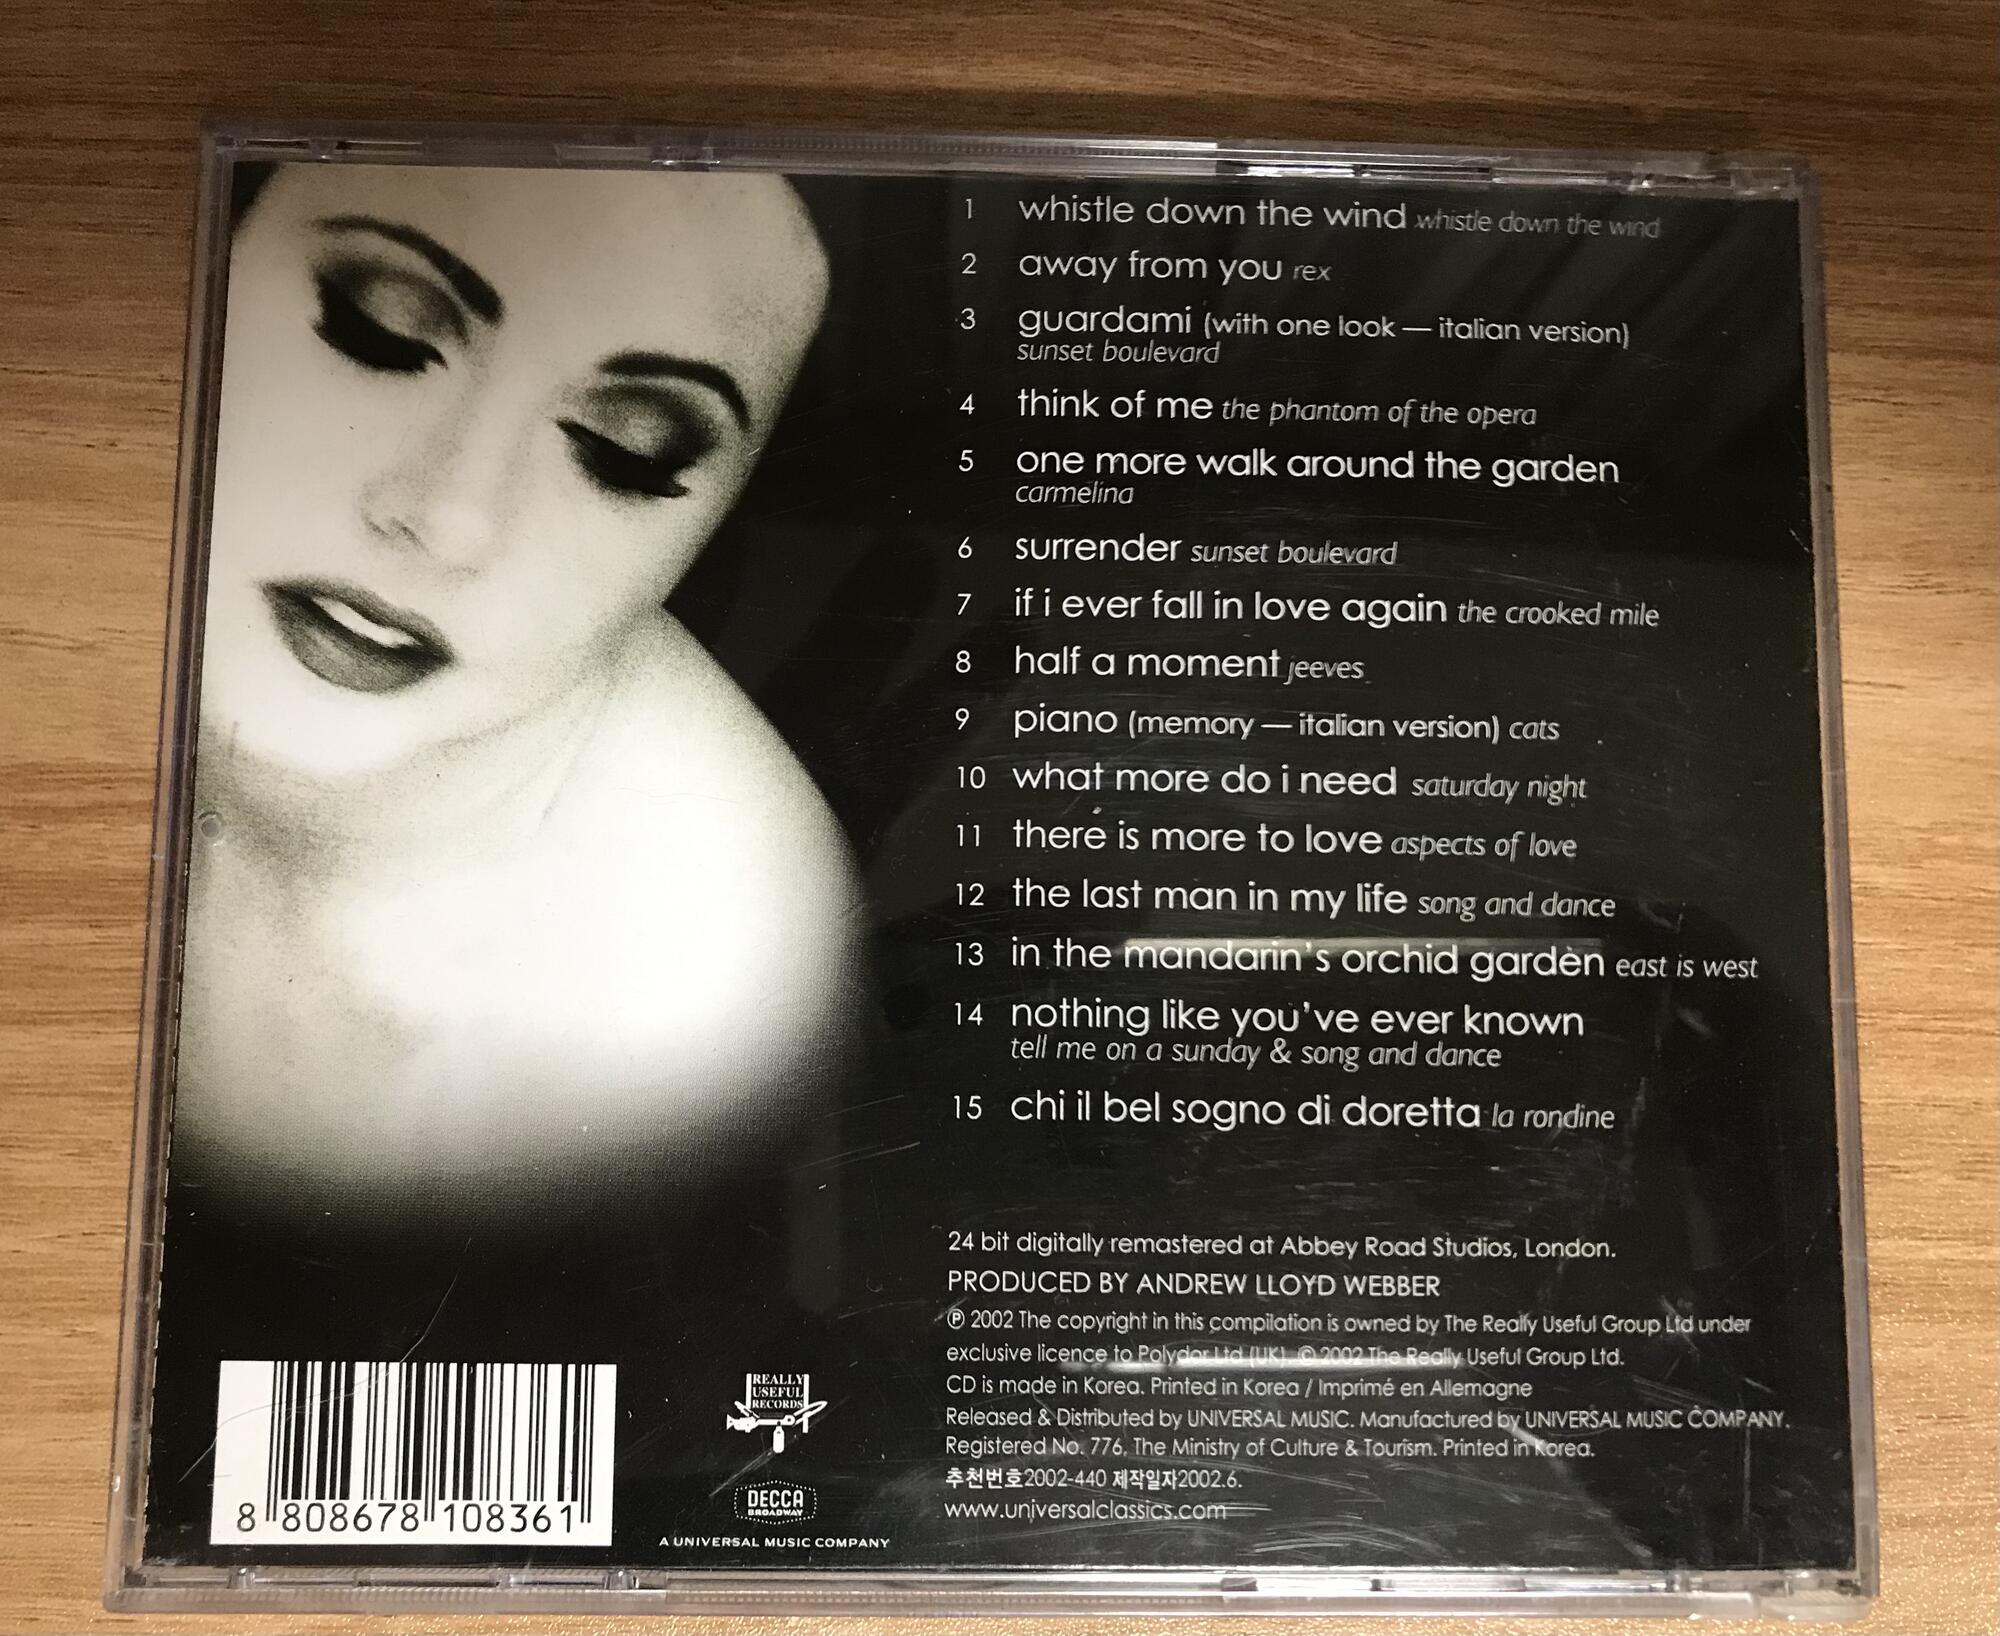 1 whistle down the wind whistle down the wind
2 away from you rex
3 guardami (with one look — italian version)
sunset boulevard
4 think of me the phantom of the opera
5 one more walk around the garden
carmelina
6 surrender sunset boulevard
7 if i ever fall in love again the crooked mile
8 half a moment jeeves
9 piano (memory — italian version) cats
10 what more do i need saturday night
11 there is more to love aspects of love
12 the last man in my life song and dance
13 in the mandarin's orchid garden east is west
14 nothing like you've ever known
tell me on a sunday & song and dance
15 chi il bel sogno di doretta la rondine
24 bit digitally remastered at Abbey Road Studios, London.
PRODUCED BY ANDREW LLOYD WEBBER
℗ 2002 The copyright in this compilation is owned by The Really Useful Group Ltd under
exclusive licence to Polydor Ltd (UK). © 2002 The Really Useful Group Ltd.
CD is made in Korea. Printed in Korea / Imprimé en Allemagne
Released & Distributed by UNIVERSAL MUSIC. Manufactured by UNIVERSAL MUSIC COMPANY.
Registered No. 776, The Ministry of Culture & Tourism. Printed in Korea.
추천번호2002-440 제작일자2002.6.
www.universalclassics.com
REALLY
USEFUL
RECORDS
DECCA
BROADWAY
A UNIVERSAL MUSIC COMPANY
8 808678 108361